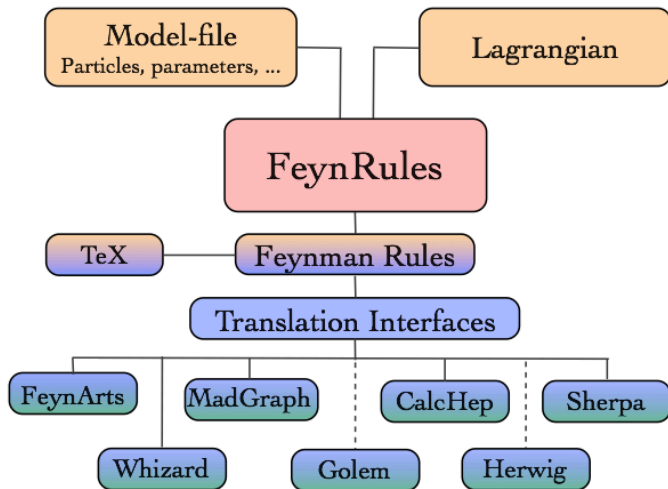 Model-file
Particles, parameters, ...
Lagrangian
FeynRules
TeX
Feynman Rules
Translation Interfaces
FeynArts
MadGraph
CalcHep
Sherpa
Whizard
Golem
Herwig